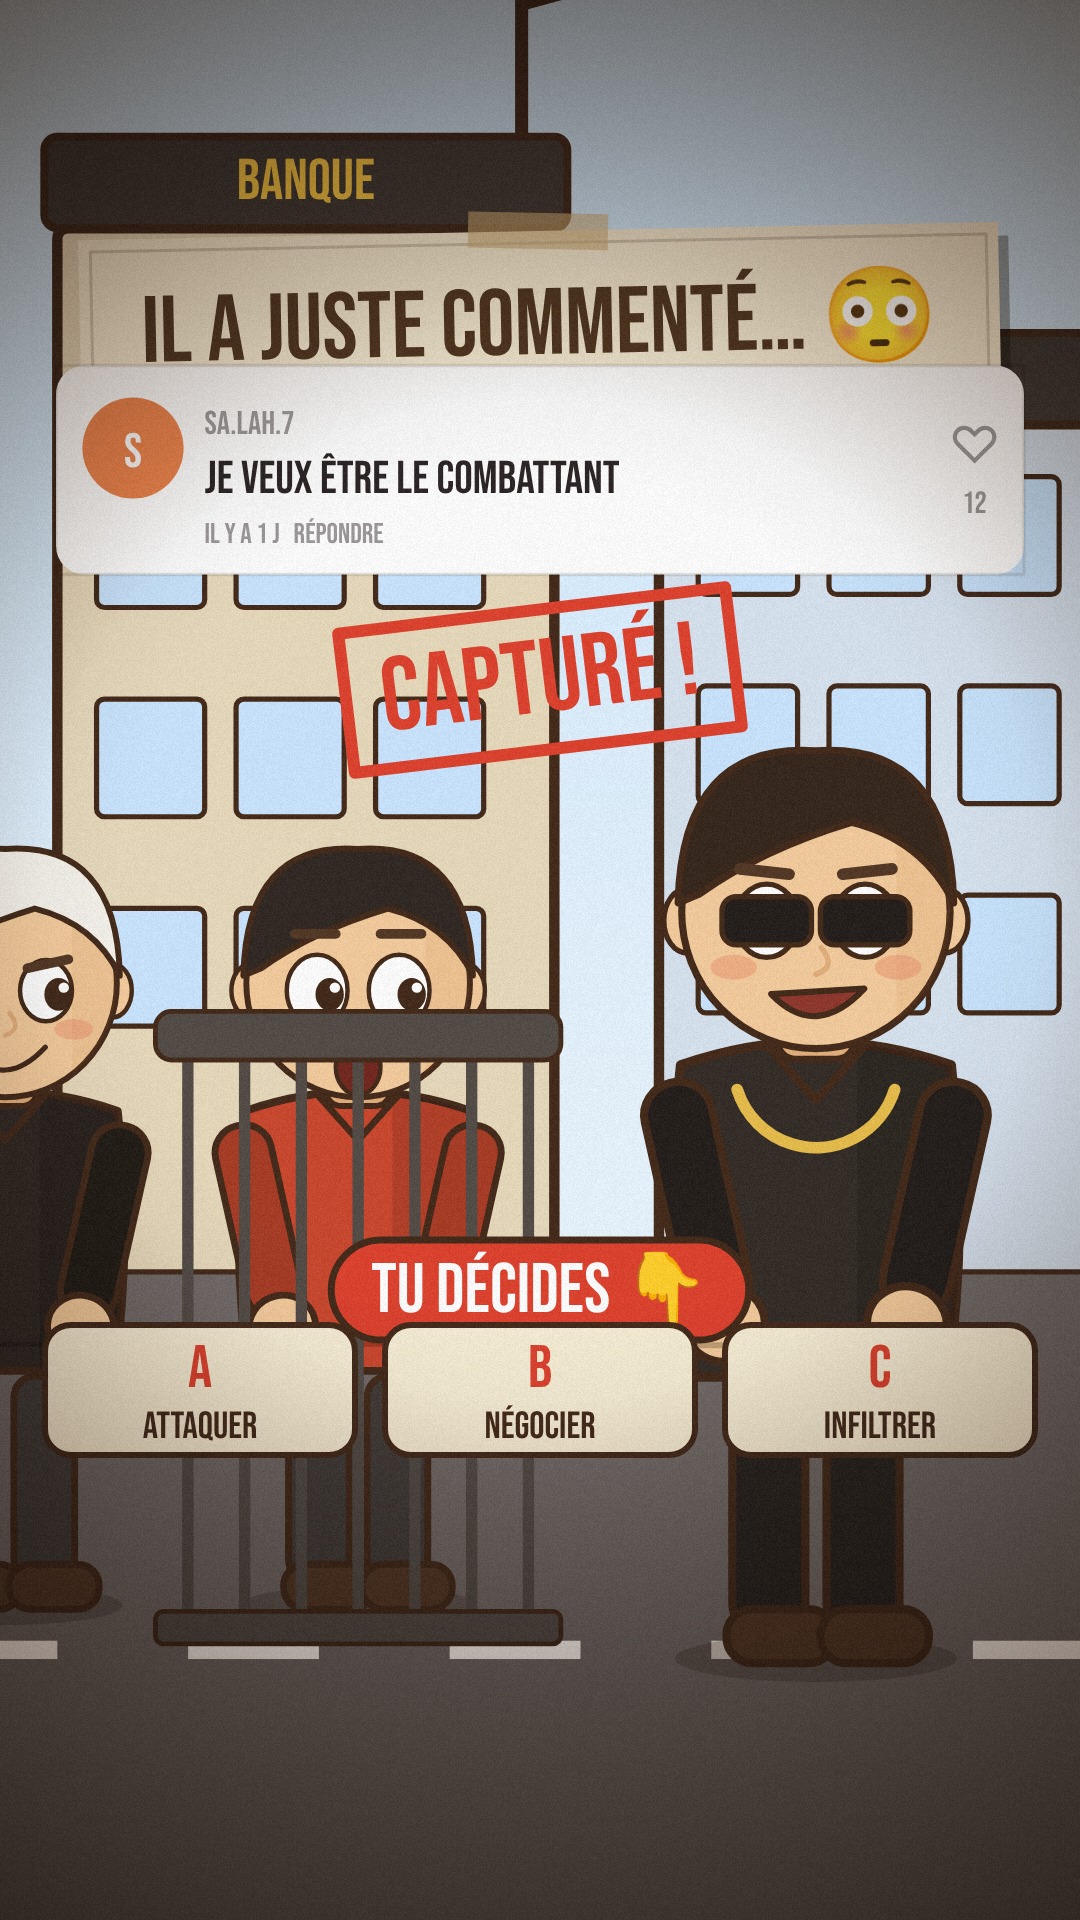 BANQUE
IL A JUSTE COMMENTÉ... 😳
S
SA.LAH.7
JE VEUX ÊTRE LE COMBATTANT
IL Y A 1 J RÉPONDRE
12
CAPTURÉ !
TU DÉCIDES 👇
A
ATTAQUER
B
NÉGOCIER
C
INFILTRER